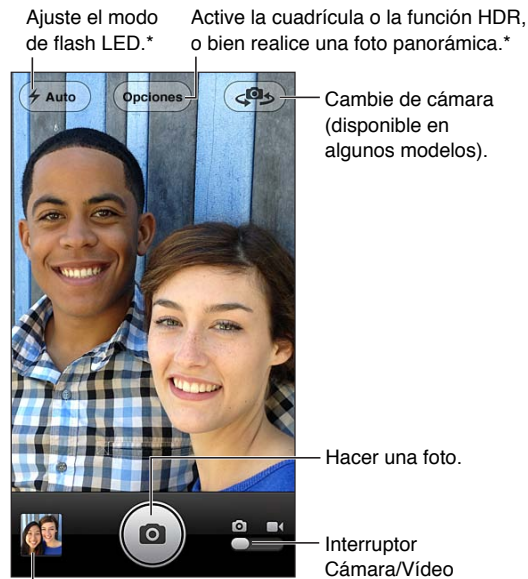 Ajuste el modo
de flash LED.*
Active la cuadrícula o la función HDR,
o bien realice una foto panorámica.*
Auto
Opciones
Cambie de cámara
(disponible en
algunos modelos).
Hacer una foto.
Interruptor
Cámara/Vídeo